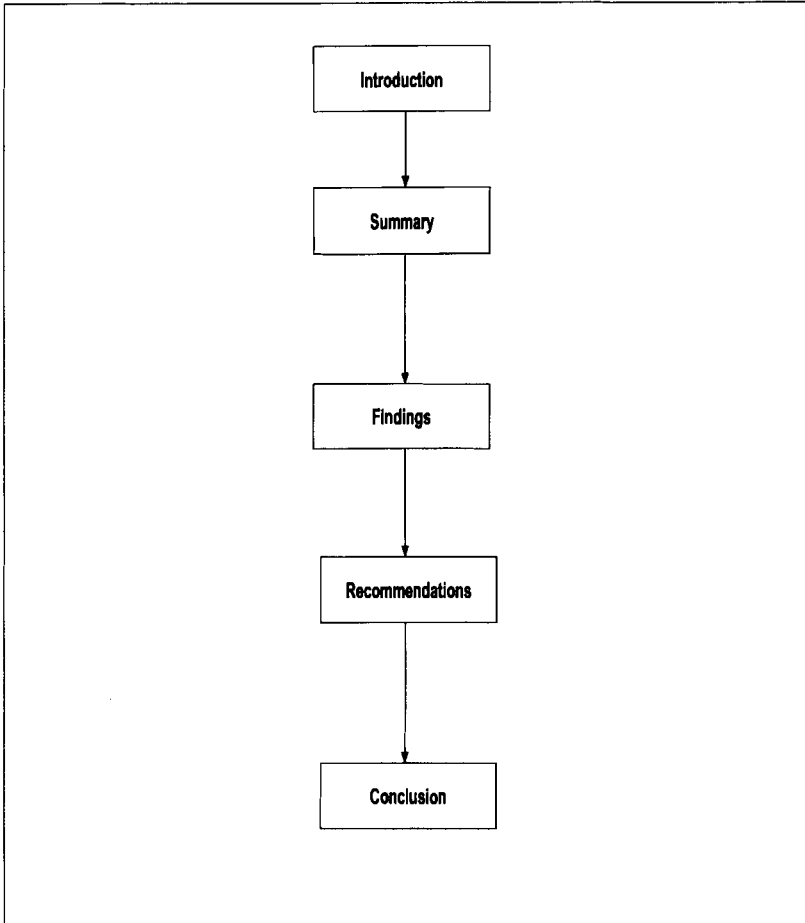 Introduction
Summary
Findings
Recommendations
Conclusion